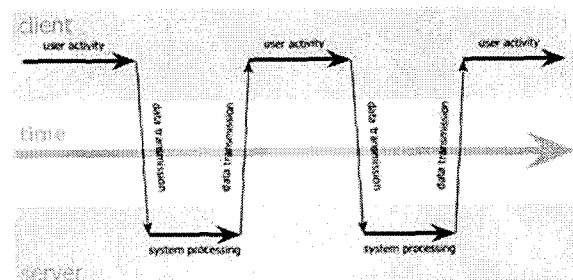 client
user activity
user activity
user activity
data transmission
data transmission
data transmission
data transmission
time
system processing
system processing
server